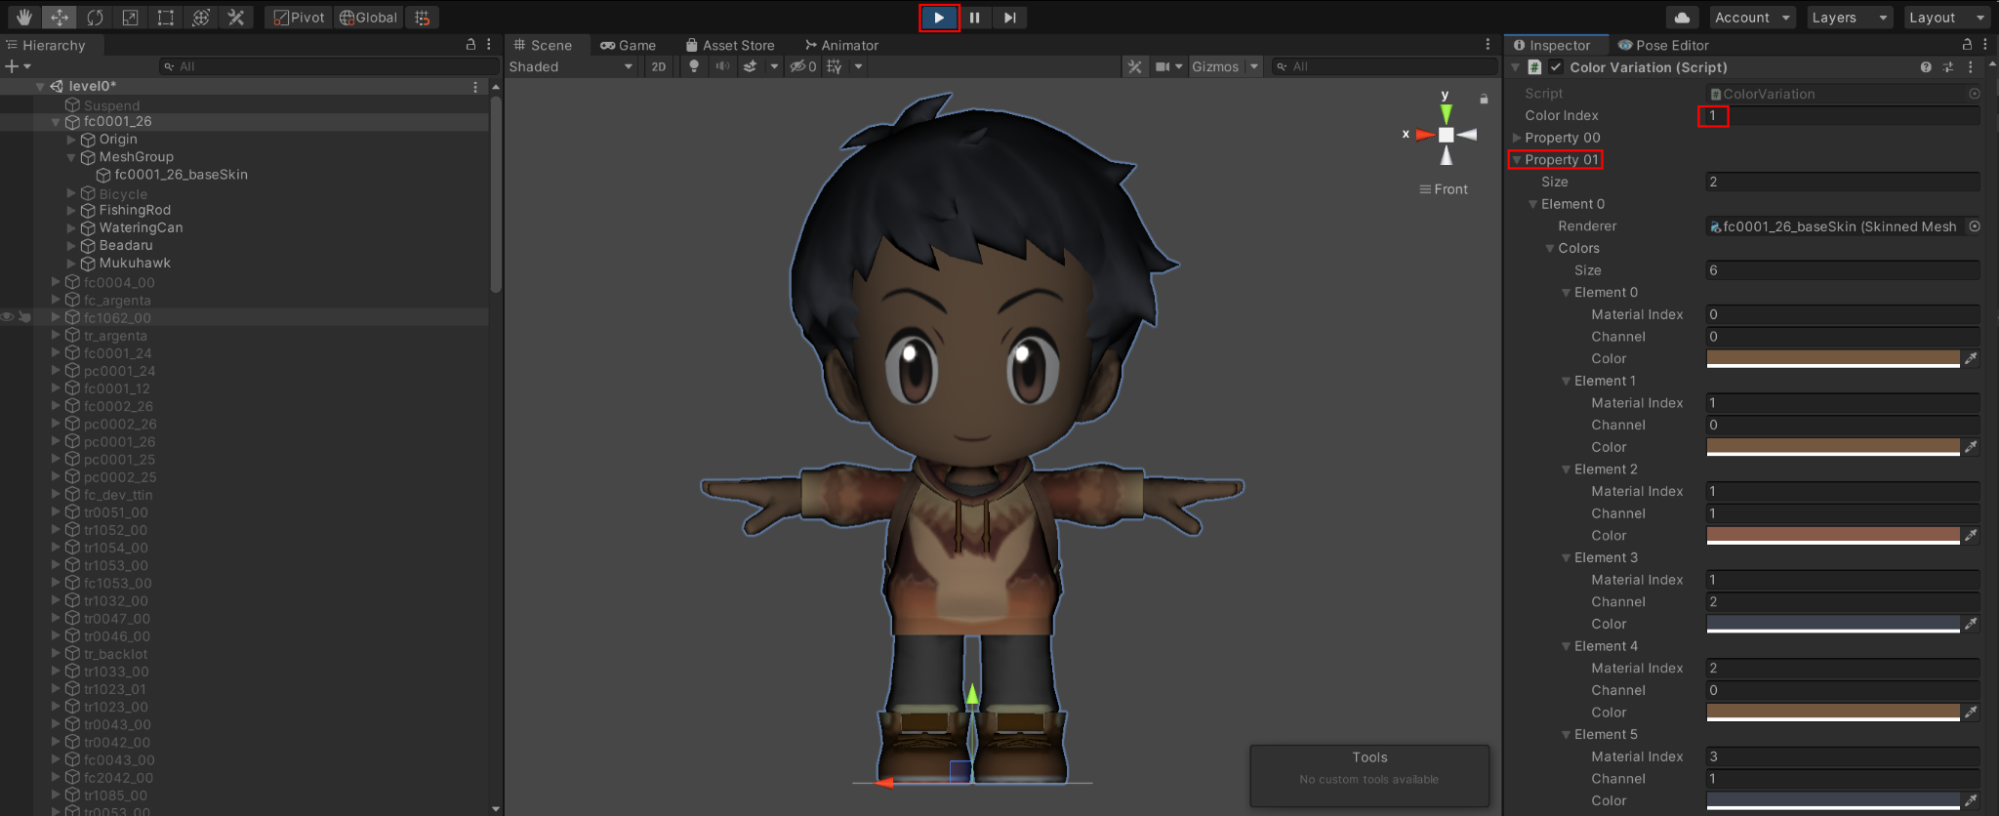 Pivot Global Account Layers Layout
Hierarchy
All
level0*
Suspend
fc0001_26
Origin
MeshGroup
fc0001_26_baseSkin
Bicycle
FishingRod
WateringCan
Beadaru
Mukuhawk
fc0004_00
fc_argenta
fc1062_00
tr_argenta
fc0001_24
pc0001_24
fc0001_12
fc0002_26
pc0002_26
pc0001_26
pc0001_25
pc0002_25
fc_dev_ttin
tr0051_00
tr1052_00
tr1054_00
tr1053_00
fc1053_00
tr1032_00
tr0047_00
tr0046_00
tr_backlot
tr1033_00
tr1023_01
tr1023_00
tr0043_00
tr0042_00
fc0043_00
fc2042_00
tr1085_00
tr0053_00
Scene Game Asset Store Animator
Shaded 2D 0 Gizmos All
y
x
Front
Tools
No custom tools available
Inspector Pose Editor
Color Variation (Script)
Script ColorVariation
Color Index 1
Property 00
Property 01
Size 2
Element 0
Renderer fc0001_26_baseSkin (Skinned Mesh
Colors
Size 6
Element 0
Material Index 0
Channel 0
Color
Element 1
Material Index 1
Channel 0
Color
Element 2
Material Index 1
Channel 1
Color
Element 3
Material Index 1
Channel 2
Color
Element 4
Material Index 2
Channel 0
Color
Element 5
Material Index 3
Channel 1
Color